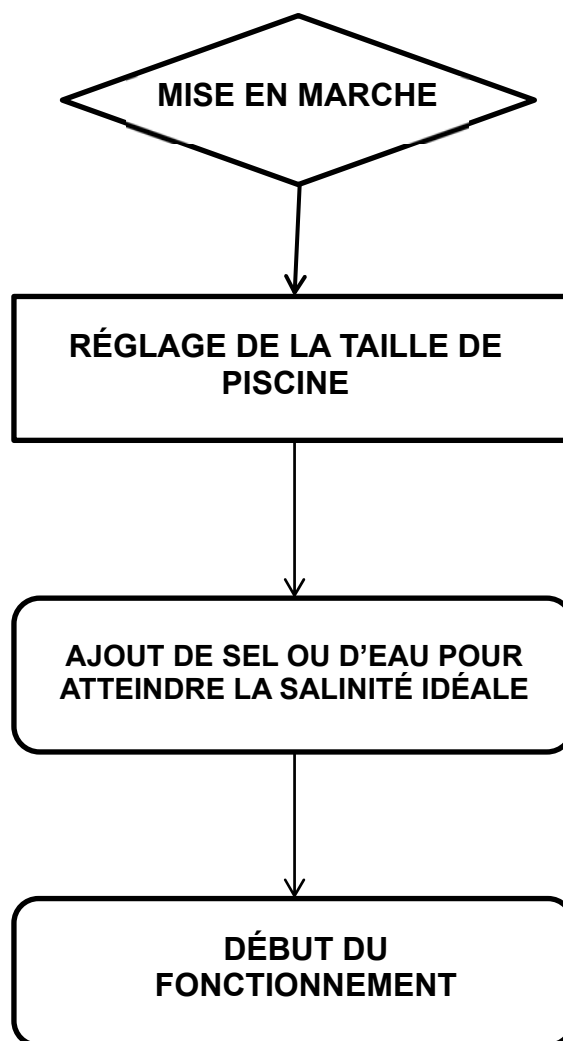 MISE EN MARCHE
RÉGLAGE DE LA TAILLE DE
PISCINE
AJOUT DE SEL OU D’EAU POUR
ATTEINDRE LA SALINITÉ IDÉALE
DÉBUT DU
FONCTIONNEMENT